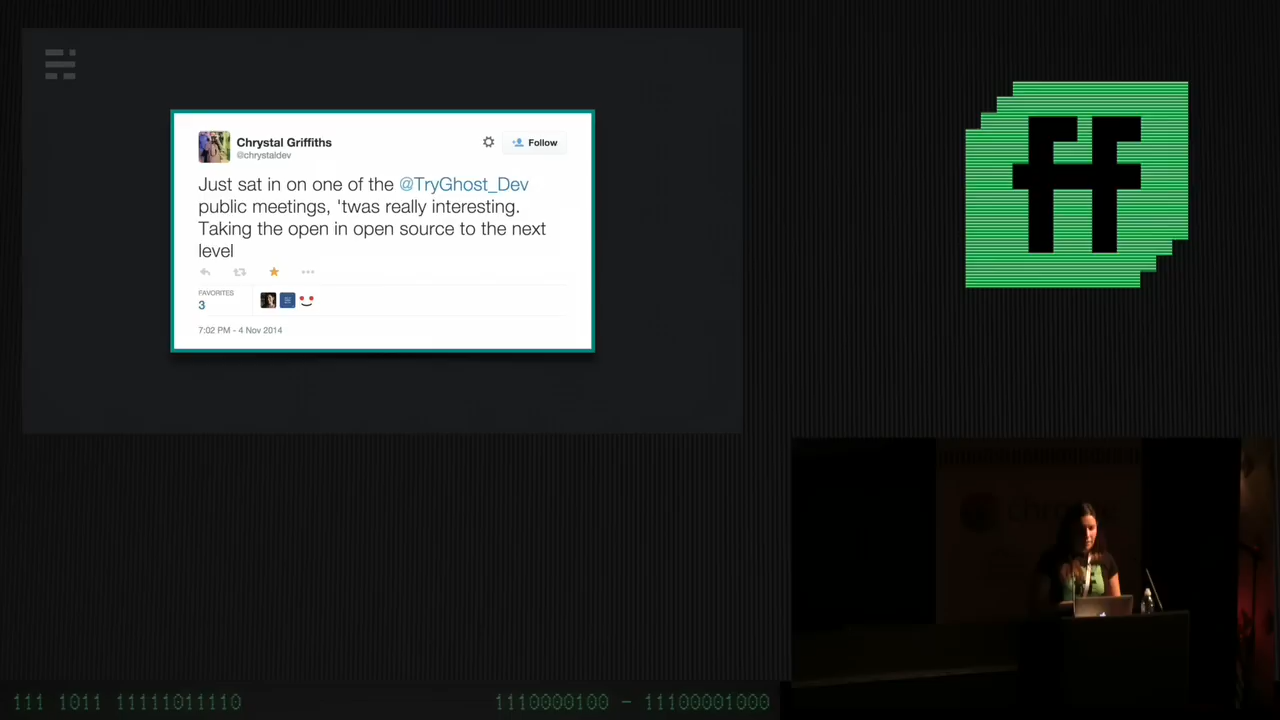 Chrystal Griffiths
@chrystaldev
Follow
Just sat in on one of the @TryGhost_Dev
public meetings, 'twas really interesting.
Taking the open in open source to the next
level
FAVORITES
3
7:02 PM - 4 Nov 2014
ff
111 1011 11111011110
1110000100 - 11100001000